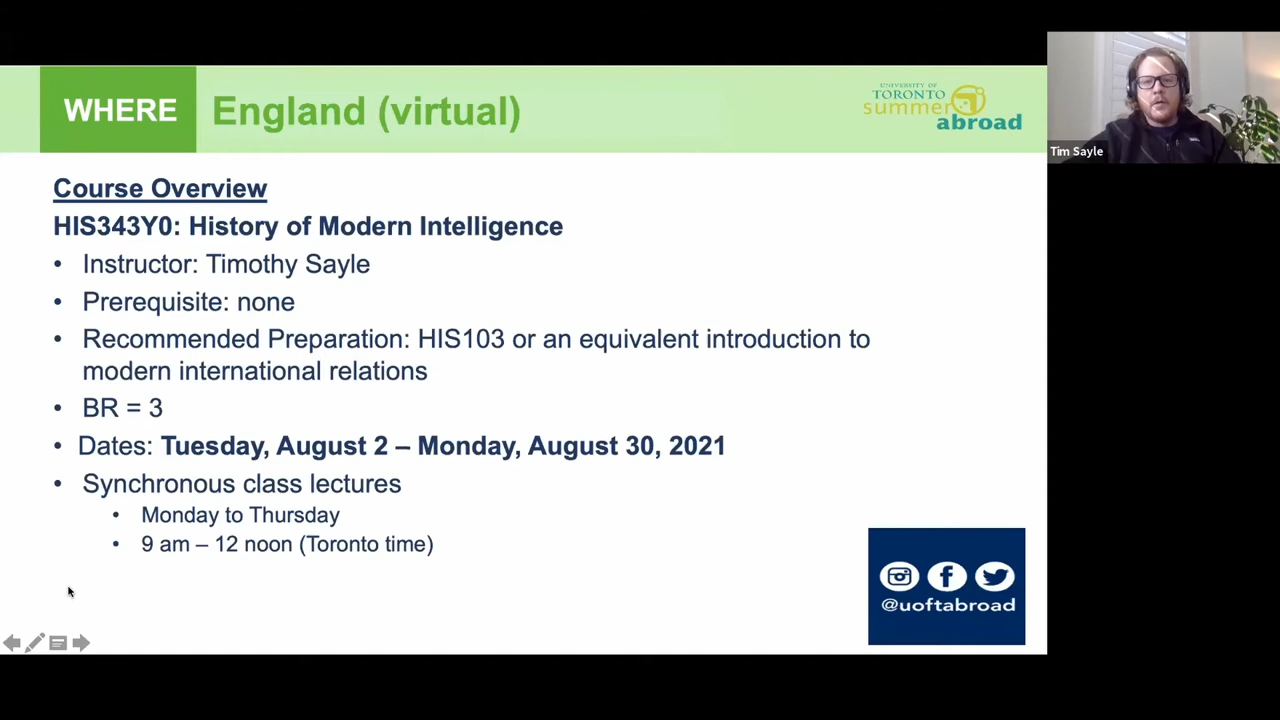 WHERE
England (virtual)
UNIVERSITY OF
TORONTO
summer
abroad
Tim Sayle
Course Overview
HIS343Y0: History of Modern Intelligence
• Instructor: Timothy Sayle
• Prerequisite: none
• Recommended Preparation: HIS103 or an equivalent introduction to
modern international relations
• BR = 3
• Dates: Tuesday, August 2 – Monday, August 30, 2021
• Synchronous class lectures
• Monday to Thursday
• 9 am – 12 noon (Toronto time)
@uoftabroad